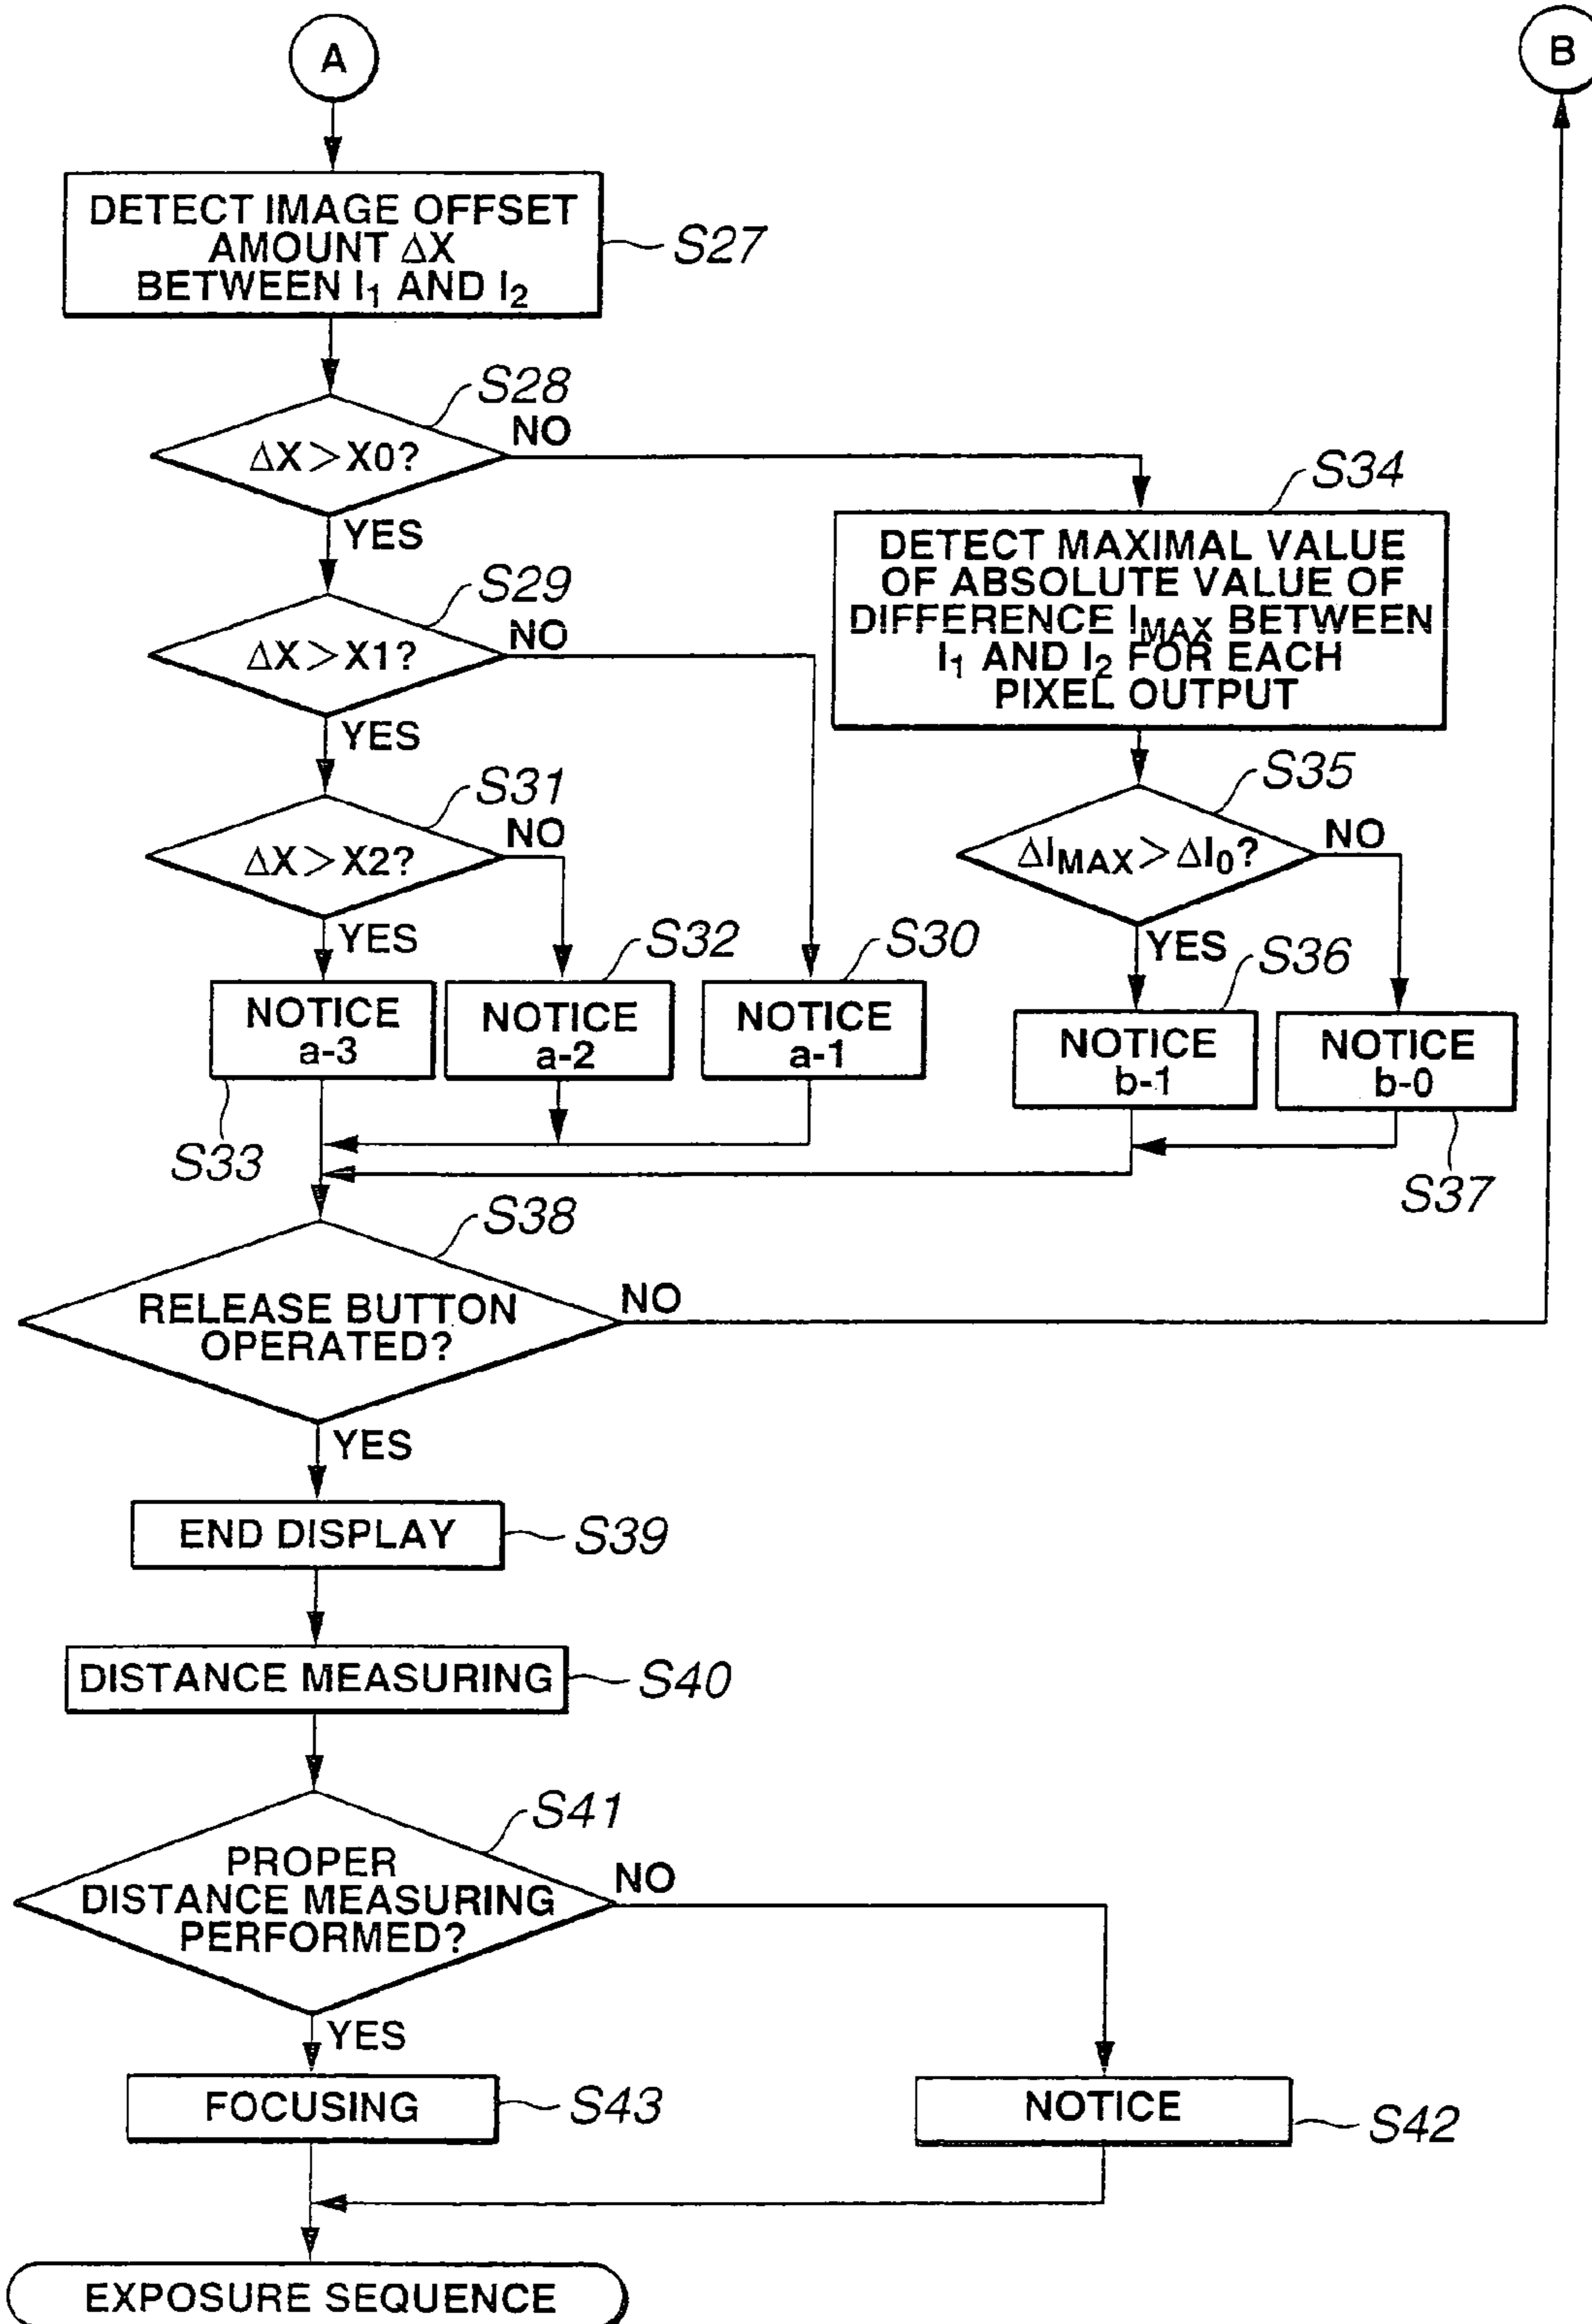 A
B
DETECT IMAGE OFFSET
AMOUNT ΔX
BETWEEN I₁ AND I₂
S27
S28
ΔX>X0?
NO
YES
S34
DETECT MAXIMAL VALUE
OF ABSOLUTE VALUE OF
DIFFERENCE I_MAX BETWEEN
I₁ AND I₂ FOR EACH
PIXEL OUTPUT
S29
ΔX>X1?
NO
YES
S31
ΔX>X2?
NO
YES
S35
ΔI_MAX>ΔI₀?
NO
YES
S32
S30
S36
NOTICE
a-3
NOTICE
a-2
NOTICE
a-1
NOTICE
b-1
NOTICE
b-0
S33
S37
S38
RELEASE BUTTON
OPERATED?
NO
YES
END DISPLAY
S39
DISTANCE MEASURING
S40
S41
PROPER
DISTANCE MEASURING
PERFORMED?
NO
YES
FOCUSING
S43
NOTICE
S42
EXPOSURE SEQUENCE